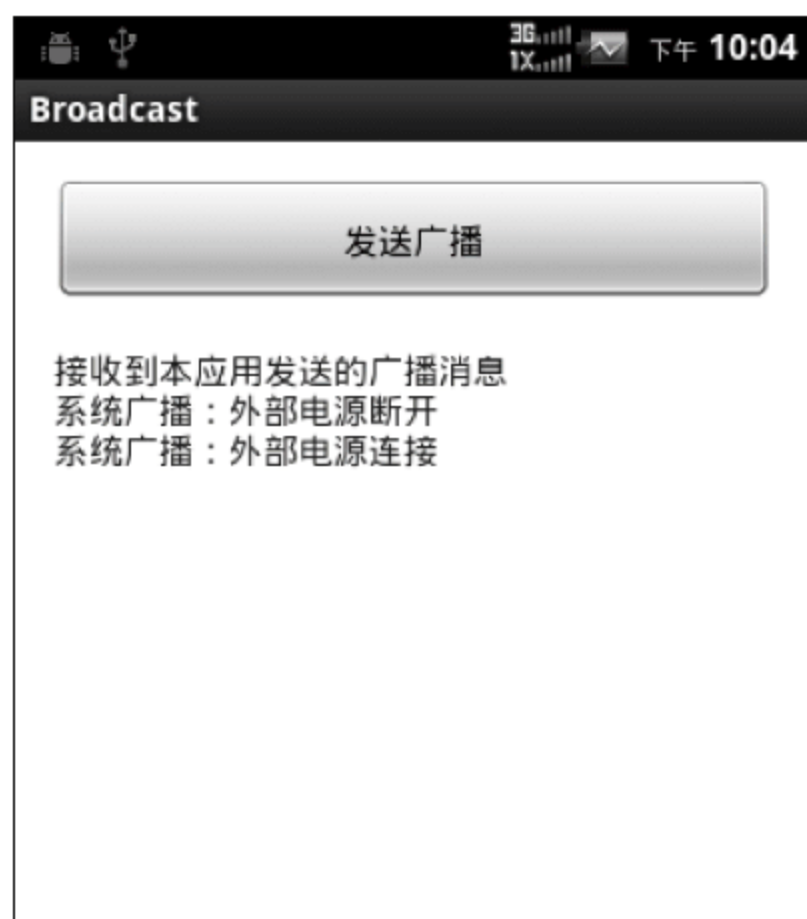 3G
1X
下午 10:04
Broadcast
发送广播
接收到本应用发送的广播消息
系统广播：外部电源断开
系统广播：外部电源连接